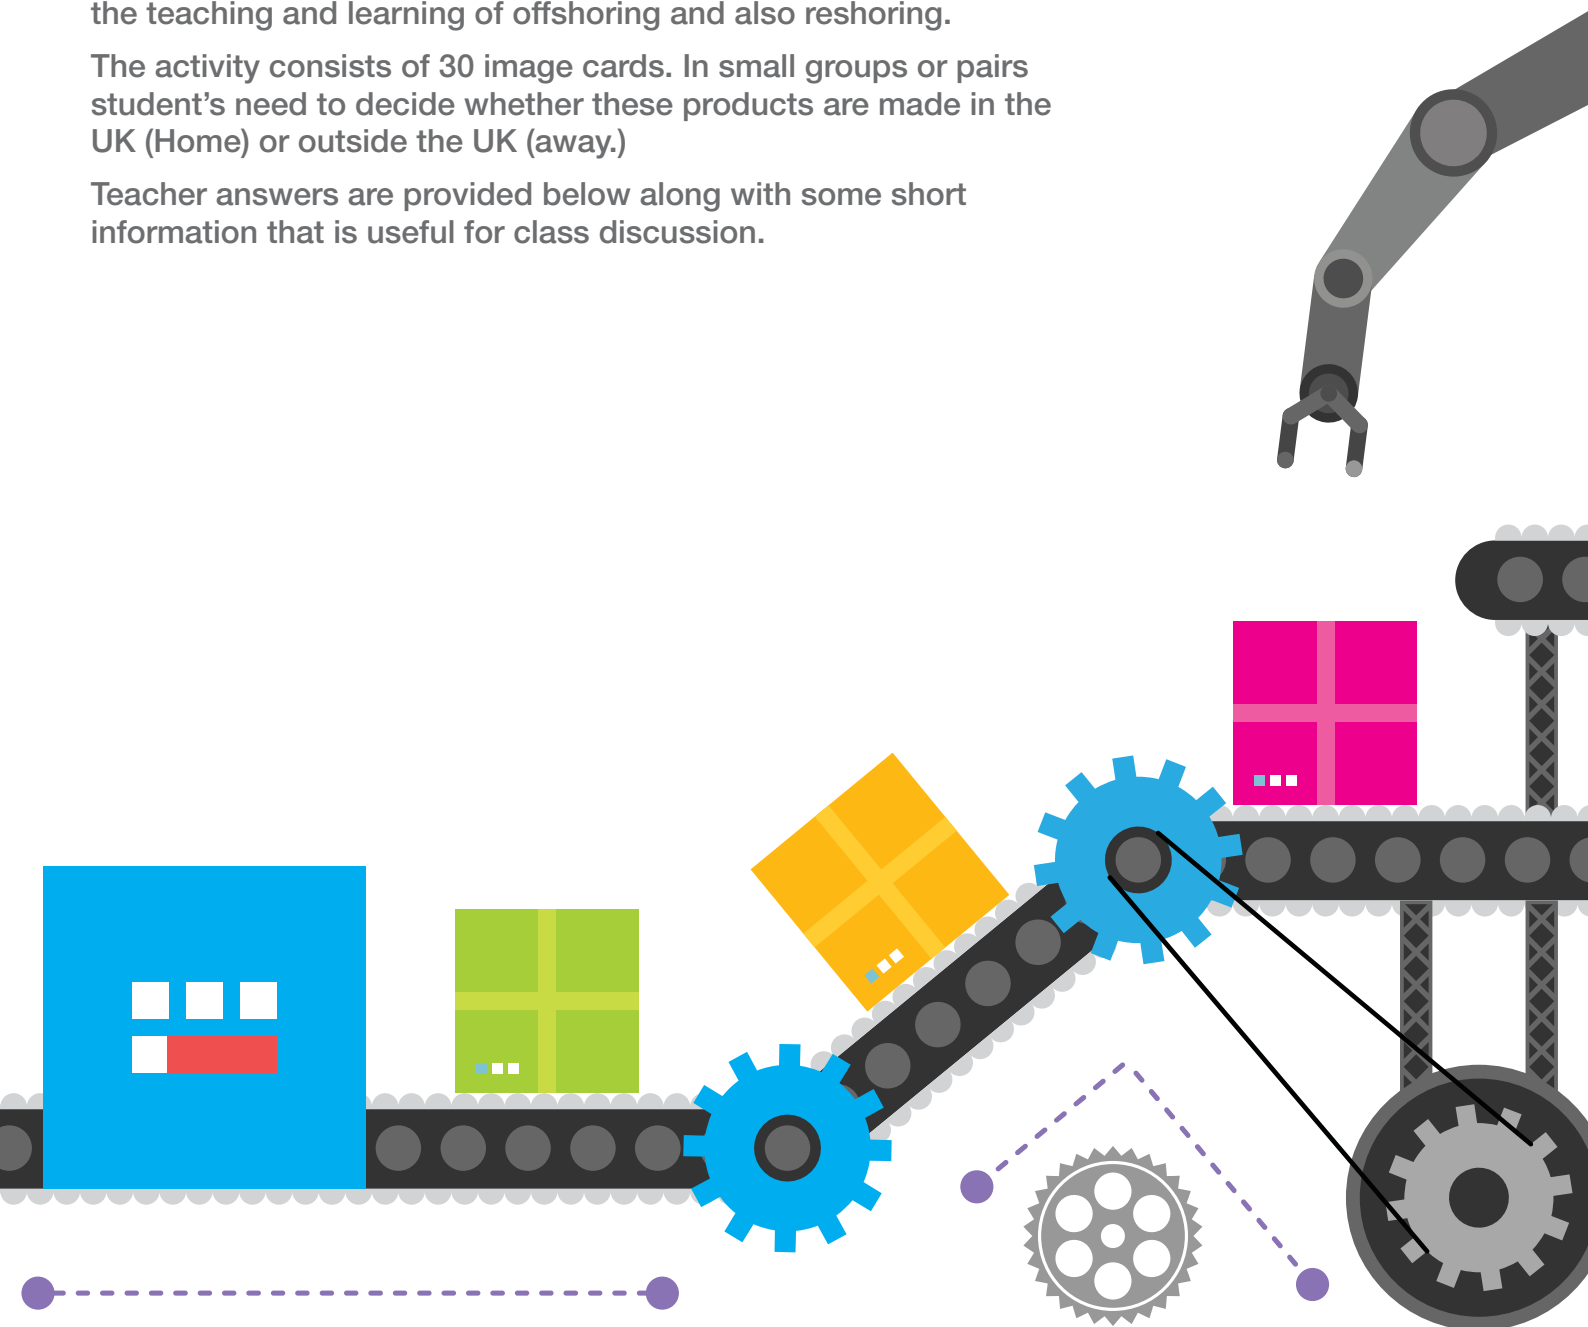 the teaching and learning of offshoring and also reshoring.
The activity consists of 30 image cards. In small groups or pairs
student’s need to decide whether these products are made in the
UK (Home) or outside the UK (away.)
Teacher answers are provided below along with some short
information that is useful for class discussion.